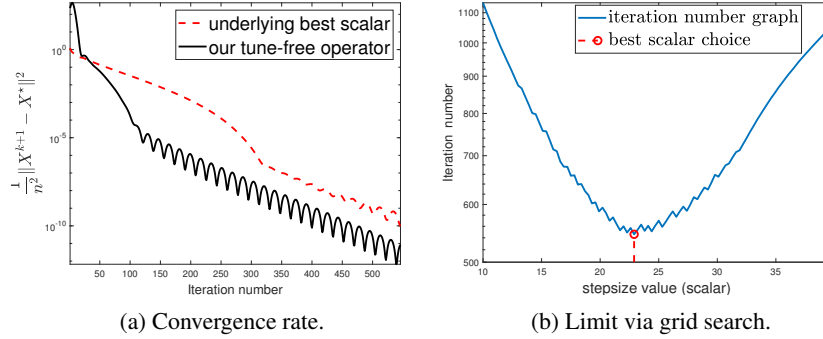 underlying best scalar
our tune-free operator
10^0
10^-5
10^-10
\frac{1}{n^2}||X^{k+1} - X^*||^2
50 100 150 200 250 300 350 400 450 500
Iteration number
(a) Convergence rate.
iteration number graph
best scalar choice
1100
1000
900
800
700
600
500
Iteration number
10 15 20 25 30 35
stepsize value (scalar)
(b) Limit via grid search.